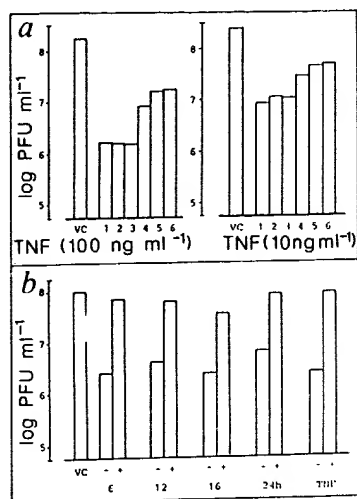 a
log PFU ml⁻¹
8
7
6
5
VC 1 2 3 4 5 6
TNF (100 ng ml⁻¹)
8
7
6
5
VC 1 2 3 4 5 6
TNF (10 ng ml⁻¹)
b
log PFU ml⁻¹
8
7
6
5
VC - + - + - + - + - +
6 12 16 24h TNF